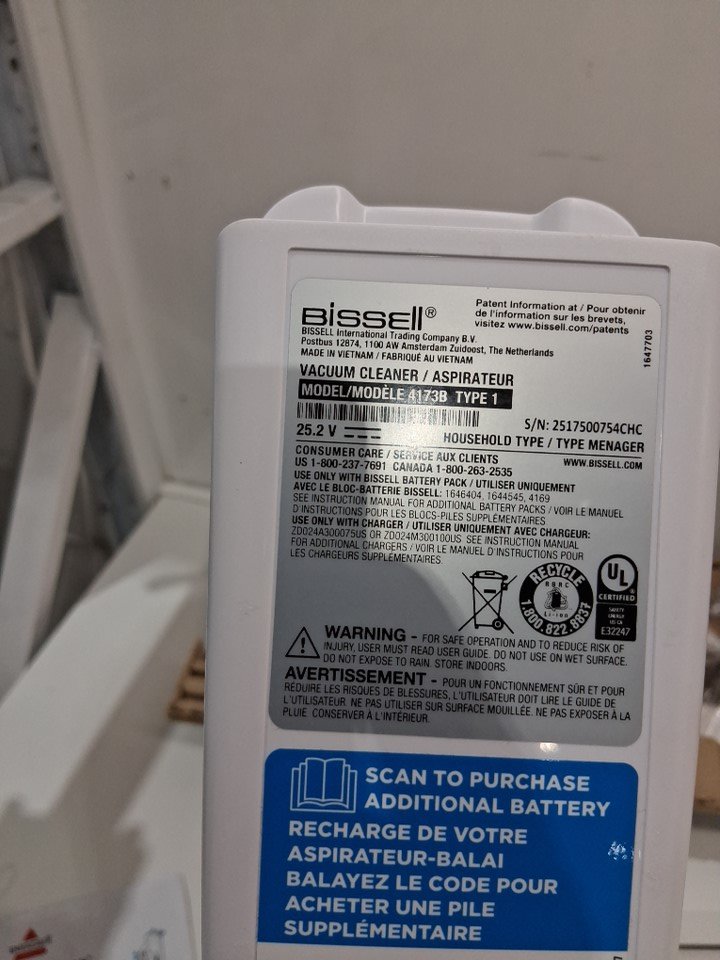 BISSELL®
Patent Information at / Pour obtenir
de l'information sur les brevets,
visitez www.bissell.com/patents
BISSELL International Trading Company B.V.
Postbus 12874, 1100 AW Amsterdam Zuidoost, The Netherlands
MADE IN VIETNAM / FABRIQUÉ AU VIETNAM
1647703
VACUUM CLEANER / ASPIRATEUR
MODEL/MODÈLE 4173B TYPE 1
S/N: 2517500754CHC
25.2 V
HOUSEHOLD TYPE / TYPE MENAGER
CONSUMER CARE / SERVICE AUX CLIENTS
WWW.BISSELL.COM
US 1-800-237-7691 CANADA 1-800-263-2535
USE ONLY WITH BISSELL BATTERY PACK / UTILISER UNIQUEMENT
AVEC LE BLOC-BATTERIE BISSELL: 1646404, 1644545, 4169
SEE INSTRUCTION MANUAL FOR ADDITIONAL BATTERY PACKS / VOIR LE MANUEL
D'INSTRUCTIONS POUR LES BLOCS-PILES SUPPLÉMENTAIRES
USE ONLY WITH CHARGER / UTILISER UNIQUEMENT AVEC CHARGEUR:
ZD024A300075US OR ZD024M300100US. SEE INSTRUCTION MANUAL
FOR ADDITIONAL CHARGERS / VOIR LE MANUEL D'INSTRUCTIONS POUR
LES CHARGEURS SUPPLÉMENTAIRES.
RECYCLE
RBRC
Li-ion
1.800.822.8837
UL
CERTIFIED
SAFETY
ENERGY
US CA
E32247
WARNING - FOR SAFE OPERATION AND TO REDUCE RISK OF
INJURY, USER MUST READ USER GUIDE. DO NOT USE ON WET SURFACE.
DO NOT EXPOSE TO RAIN. STORE INDOORS.
AVERTISSEMENT - POUR UN FONCTIONNEMENT SÛR ET POUR
RÉDUIRE LES RISQUES DE BLESSURES, L'UTILISATEUR DOIT LIRE LE GUIDE DE
L'UTILISATEUR. NE PAS UTILISER SUR SURFACE MOUILLÉE. NE PAS EXPOSER À LA
PLUIE. CONSERVER À L'INTÉRIEUR.
SCAN TO PURCHASE
ADDITIONAL BATTERY
RECHARGE DE VOTRE
ASPIRATEUR-BALAI
BALAYEZ LE CODE POUR
ACHETER UNE PILE
SUPPLÉMENTAIRE